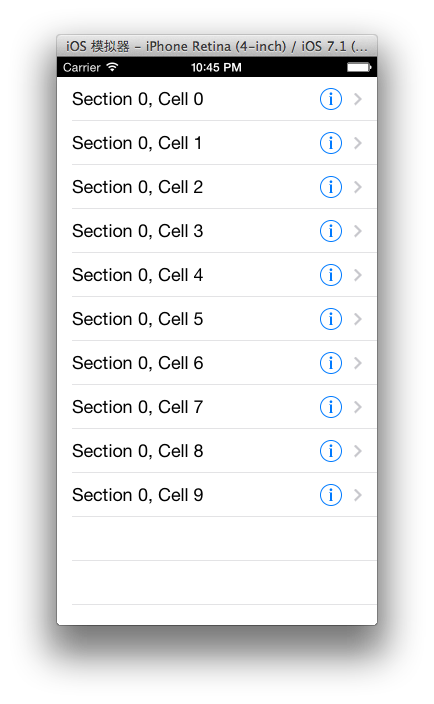 iOS 模拟器 – iPhone Retina (4-inch) / iOS 7.1 (...
Carrier 10:45 PM
Section 0, Cell 0
Section 0, Cell 1
Section 0, Cell 2
Section 0, Cell 3
Section 0, Cell 4
Section 0, Cell 5
Section 0, Cell 6
Section 0, Cell 7
Section 0, Cell 8
Section 0, Cell 9